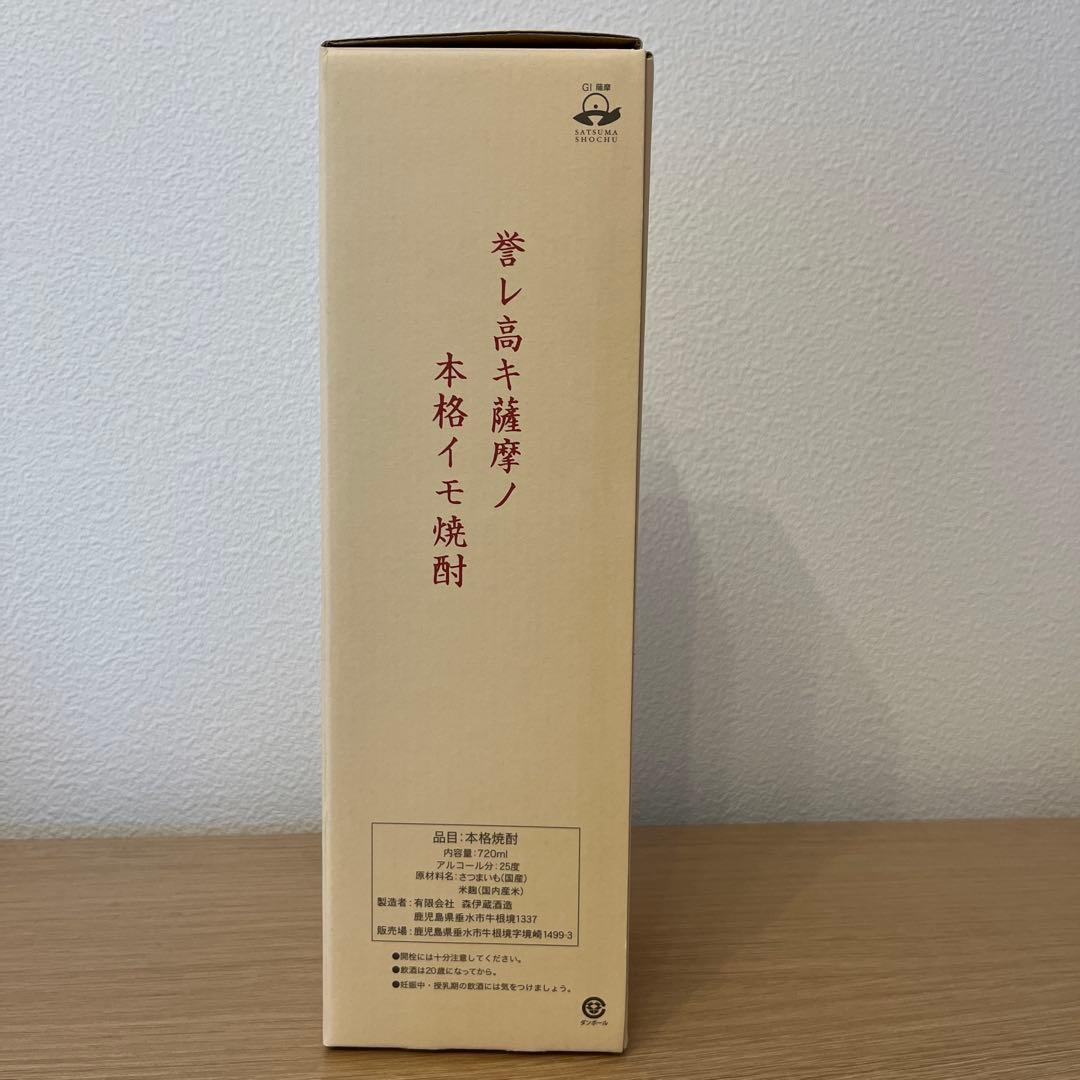 GI 薩摩
SATSUMA
SHOCHU
誉レ高キ薩摩ノ
本格イモ焼酎
品目:本格焼酎
内容量:720ml
アルコール分:25度
原材料名:さつまいも(国産)
米麹(国内産米)
製造者:有限会社 森伊蔵酒造
鹿児島県垂水市牛根境1337
販売場:鹿児島県垂水市牛根境字境崎1499-3
●開栓には十分注意してください。
●飲酒は20歳になってから。
●妊娠中・授乳期の飲酒には気をつけましょう。
ダンボール